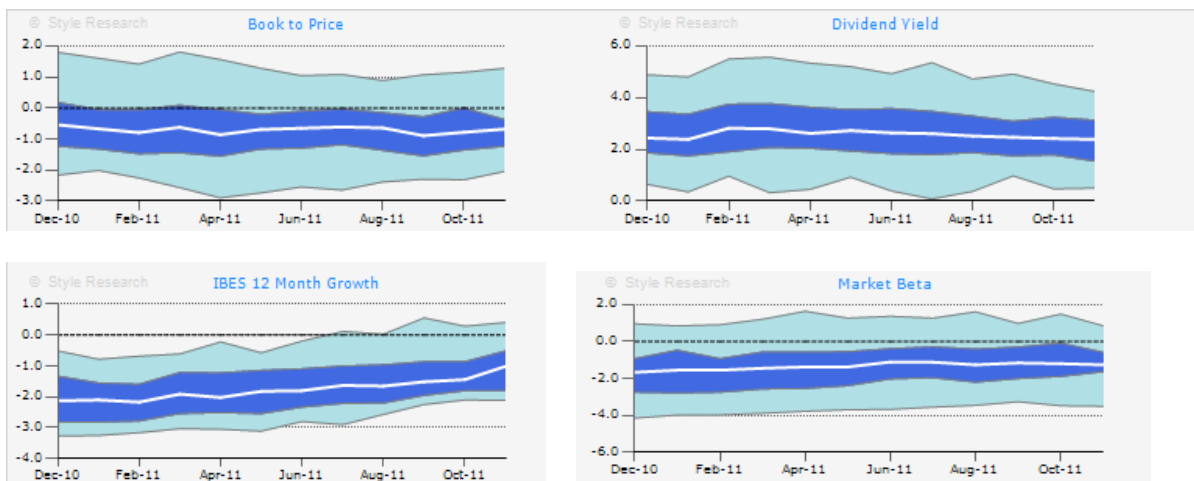 © Style Research Book to Price
2.0
1.0
0.0
-1.0
-2.0
-3.0
Dec-10 Feb-11 Apr-11 Jun-11 Aug-11 Oct-11
© Style Research Dividend Yield
6.0
4.0
2.0
0.0
Dec-10 Feb-11 Apr-11 Jun-11 Aug-11 Oct-11
© Style Research IBES 12 Month Growth
1.0
0.0
-1.0
-2.0
-3.0
-4.0
Dec-10 Feb-11 Apr-11 Jun-11 Aug-11 Oct-11
© Style Research Market Beta
2.0
0.0
-2.0
-4.0
-6.0
Dec-10 Feb-11 Apr-11 Jun-11 Aug-11 Oct-11